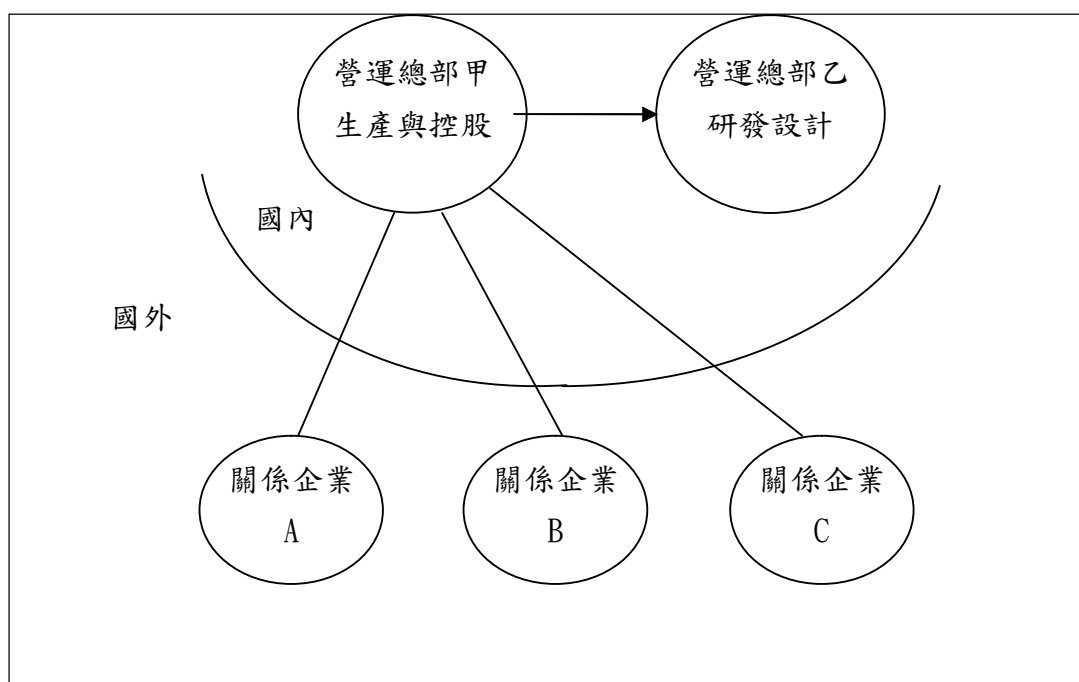 營運總部甲
生產與控股
營運總部乙
研發設計
國內
國外
關係企業
A
關係企業
B
關係企業
C